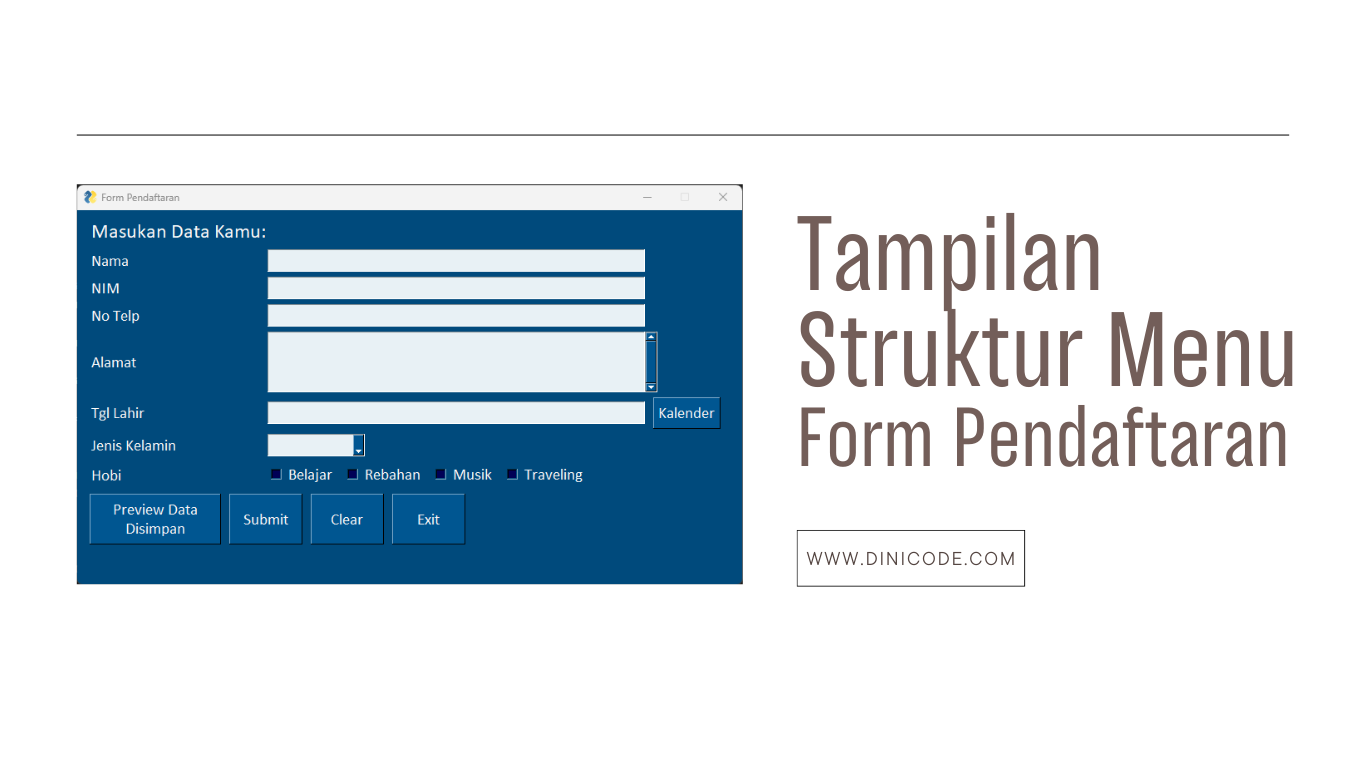 Form Pendaftaran
Masukan Data Kamu:
Nama
NIM
No Telp
Alamat
Tgl Lahir
Kalender
Jenis Kelamin
Hobi Belajar Rebahan Musik Traveling
Preview Data
Disimpan
Submit Clear Exit
Tampilan
Struktur Menu
Form Pendaftaran
WWW.DINICODE.COM